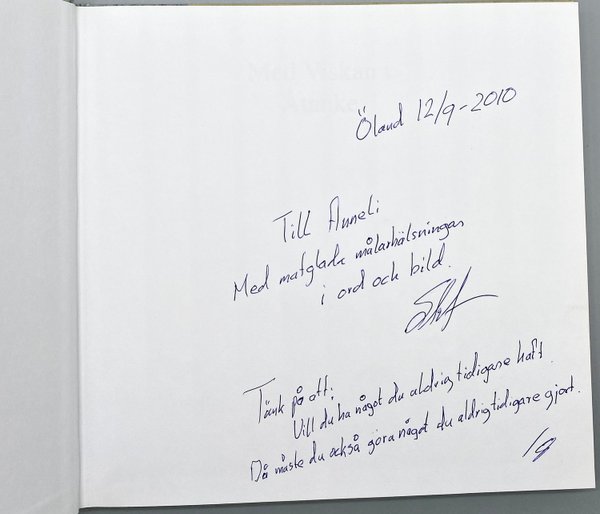 Öland 12/9-2010
Till Anneli
Med matglada målarhälsningar
i ord och bild.
Tänk på att;
Vill du ha något du aldrig tidigare haft.
Då måste du också göra något du aldrig tidigare gjort.